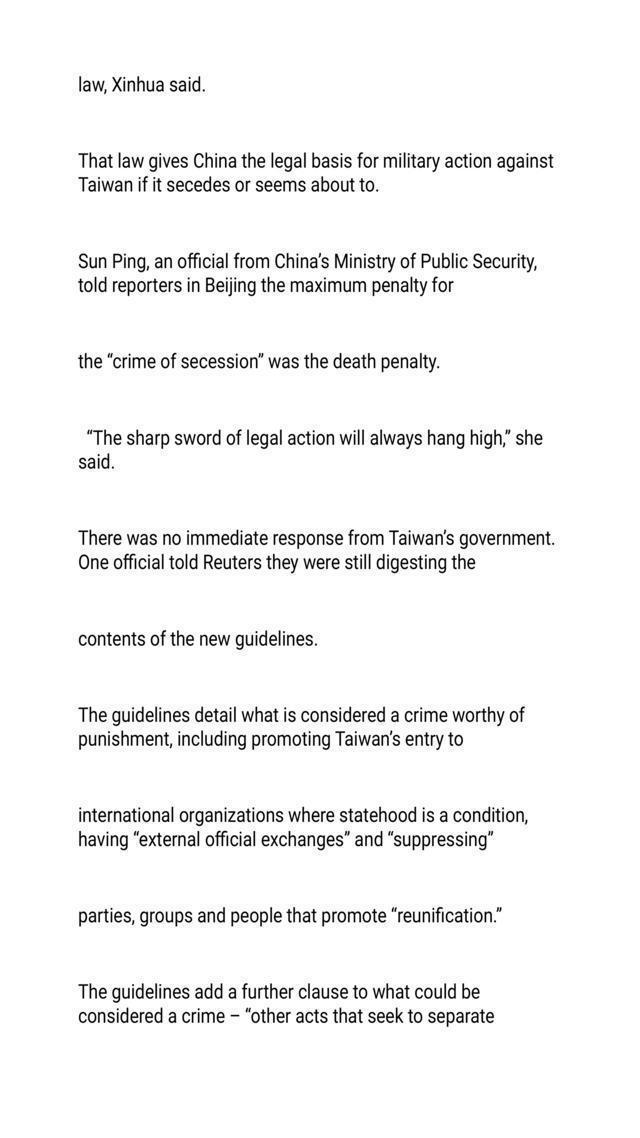 law, Xinhua said.
That law gives China the legal basis for military action against
Taiwan if it secedes or seems about to.
Sun Ping, an official from China’s Ministry of Public Security,
told reporters in Beijing the maximum penalty for
the “crime of secession” was the death penalty.
“The sharp sword of legal action will always hang high,” she
said.
There was no immediate response from Taiwan’s government.
One official told Reuters they were still digesting the
contents of the new guidelines.
The guidelines detail what is considered a crime worthy of
punishment, including promoting Taiwan’s entry to
international organizations where statehood is a condition,
having “external official exchanges” and “suppressing”
parties, groups and people that promote “reunification.”
The guidelines add a further clause to what could be
considered a crime – “other acts that seek to separate